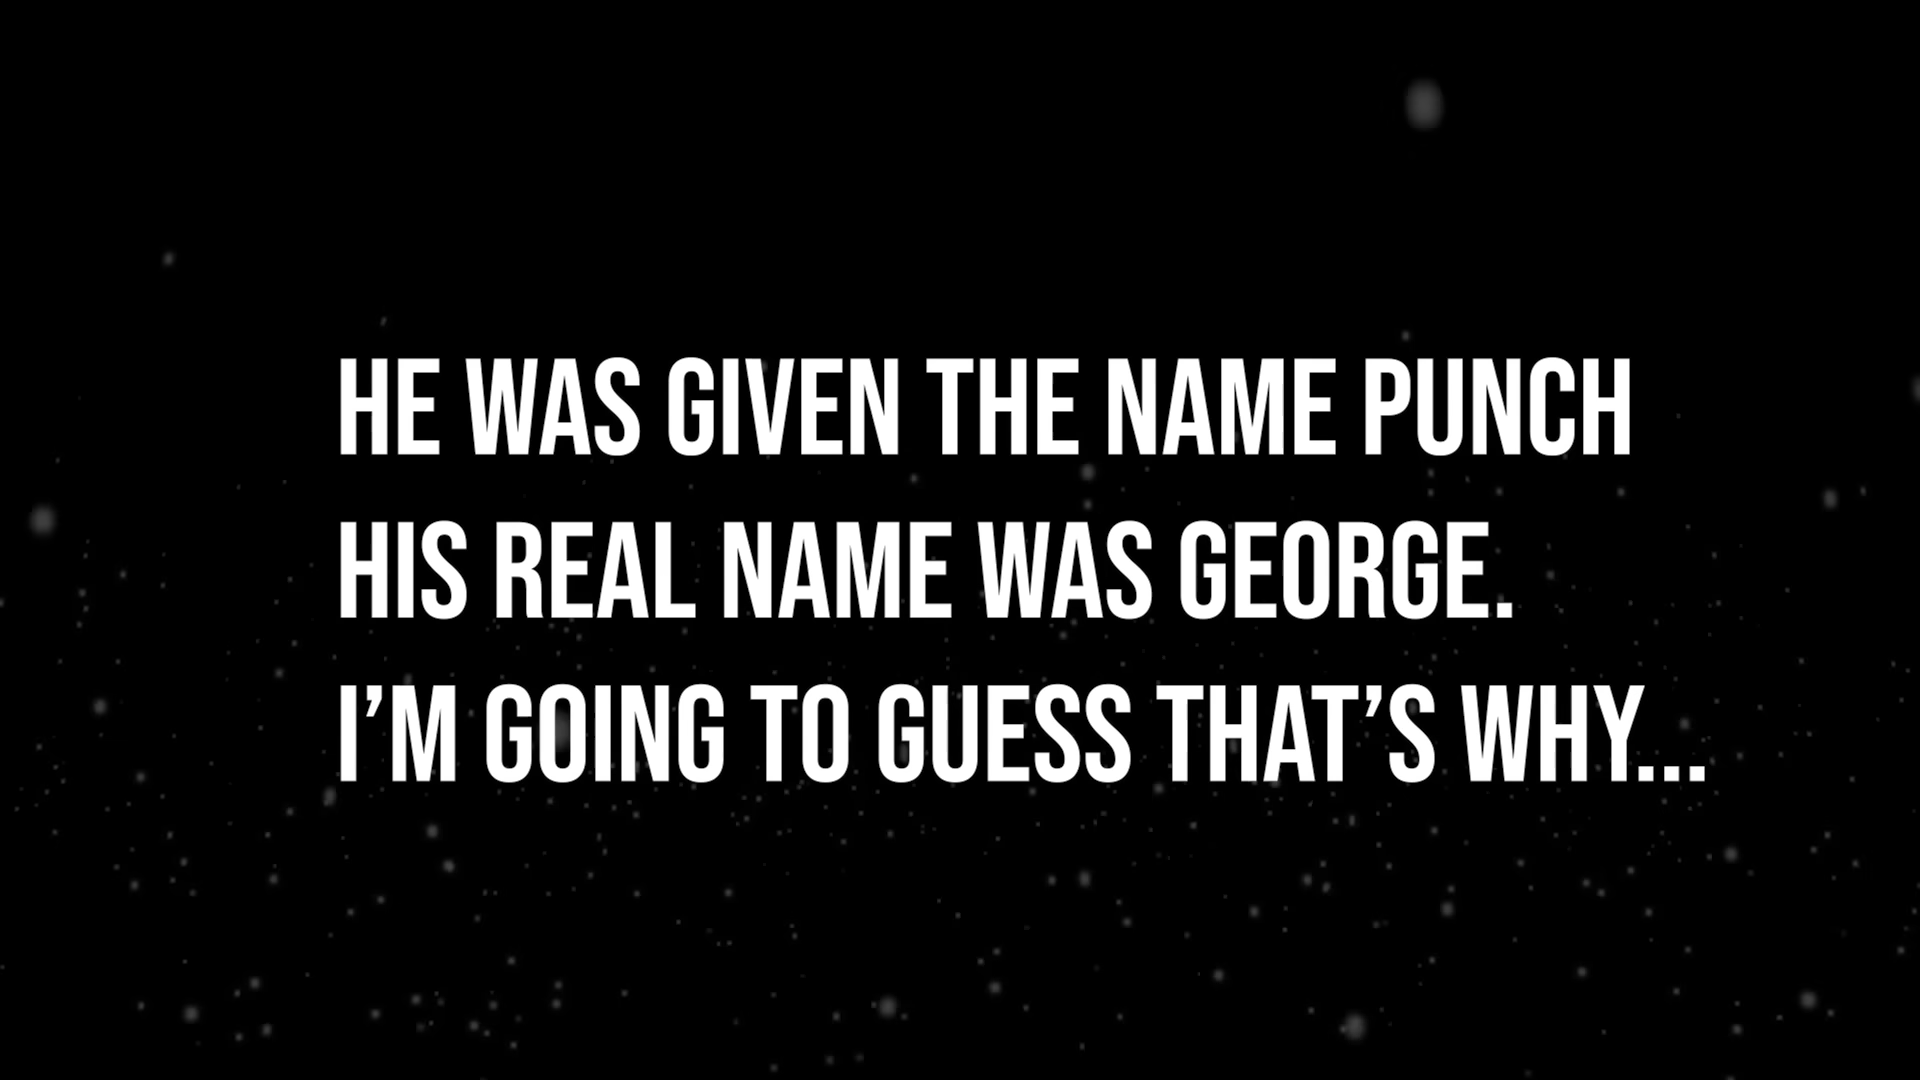 HE WAS GIVEN THE NAME PUNCH
HIS REAL NAME WAS GEORGE.
I’M GOING TO GUESS THAT’S WHY...